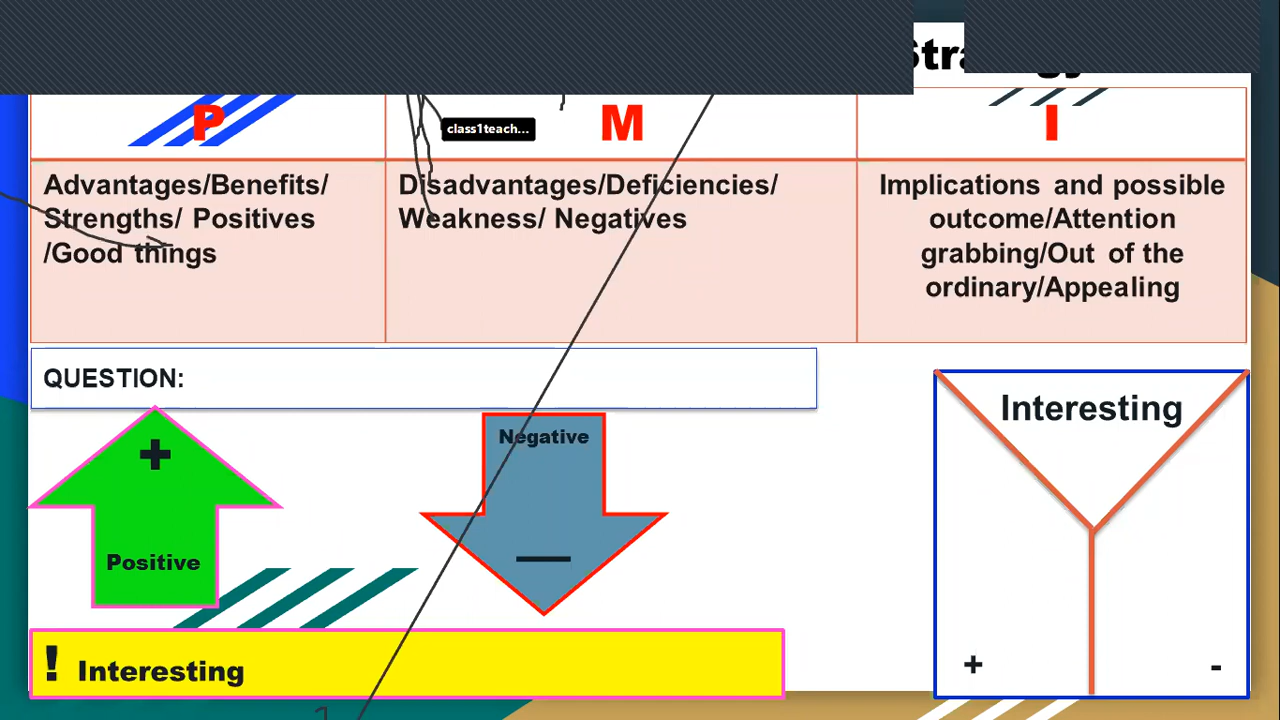 P
class1teach...
M
I
Advantages/Benefits/
Strengths/ Positives
/Good things
Disadvantages/Deficiencies/
Weakness/ Negatives
Implications and possible
outcome/Attention
grabbing/Out of the
ordinary/Appealing
QUESTION:
+
Positive
Negative
—
Interesting
+
-
! Interesting